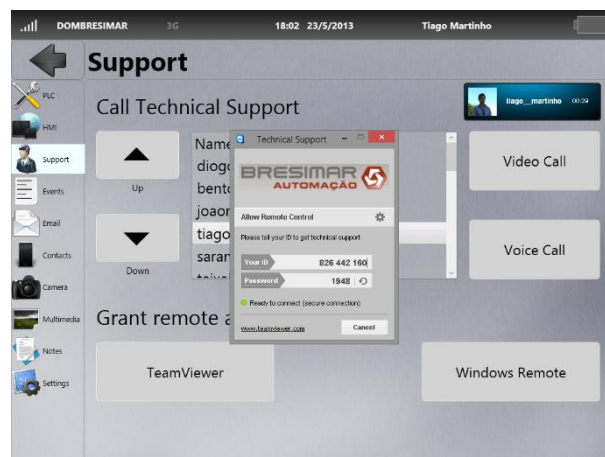 DOMBRESIMAR 3G 18:02 23/5/2013 Tiago Martinho
Support
PLC
HMI
Support
Events
Email
Contacts
Camera
Multimedia
Notes
Settings
Call Technical Support
tiago__martinho 00:29
Up
Down
Name
diogo
bento
joaor
tiago
saran
Video Call
Voice Call
Technical Support
BRESIMAR
AUTOMAÇÃO
Allow Remote Control
Please tell your ID to get technical support
Your ID 826 442 160
Password 1948
Ready to connect (secure connection)
www.teamviewer.com Cancel
Grant remote a
TeamViewer
Windows Remote